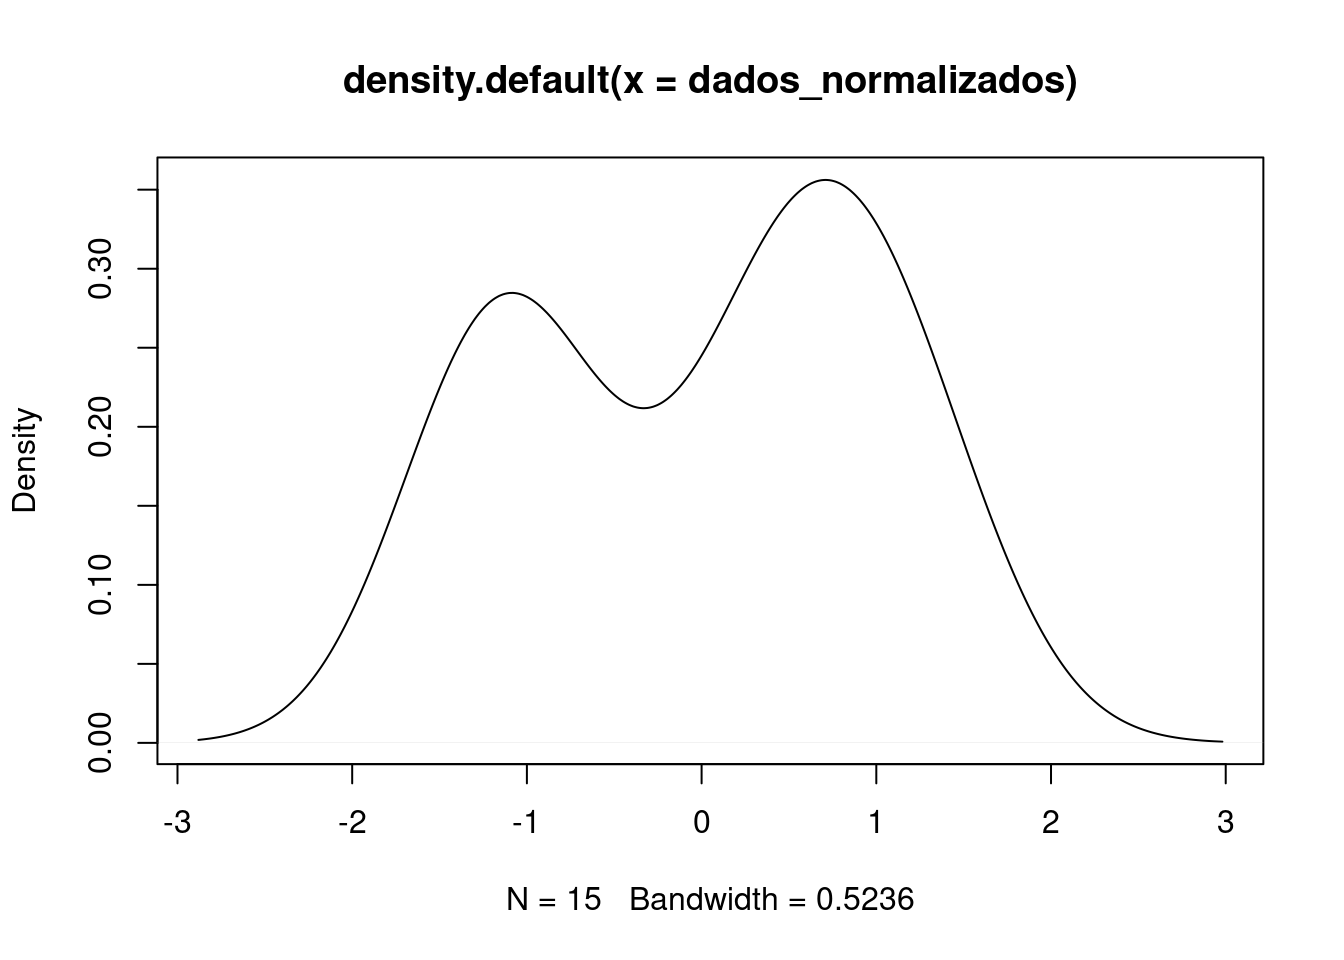 density.default(x = dados_normalizados)
Density
0.30
0.20
0.10
0.00
-3 -2 -1 0 1 2 3
N = 15 Bandwidth = 0.5236